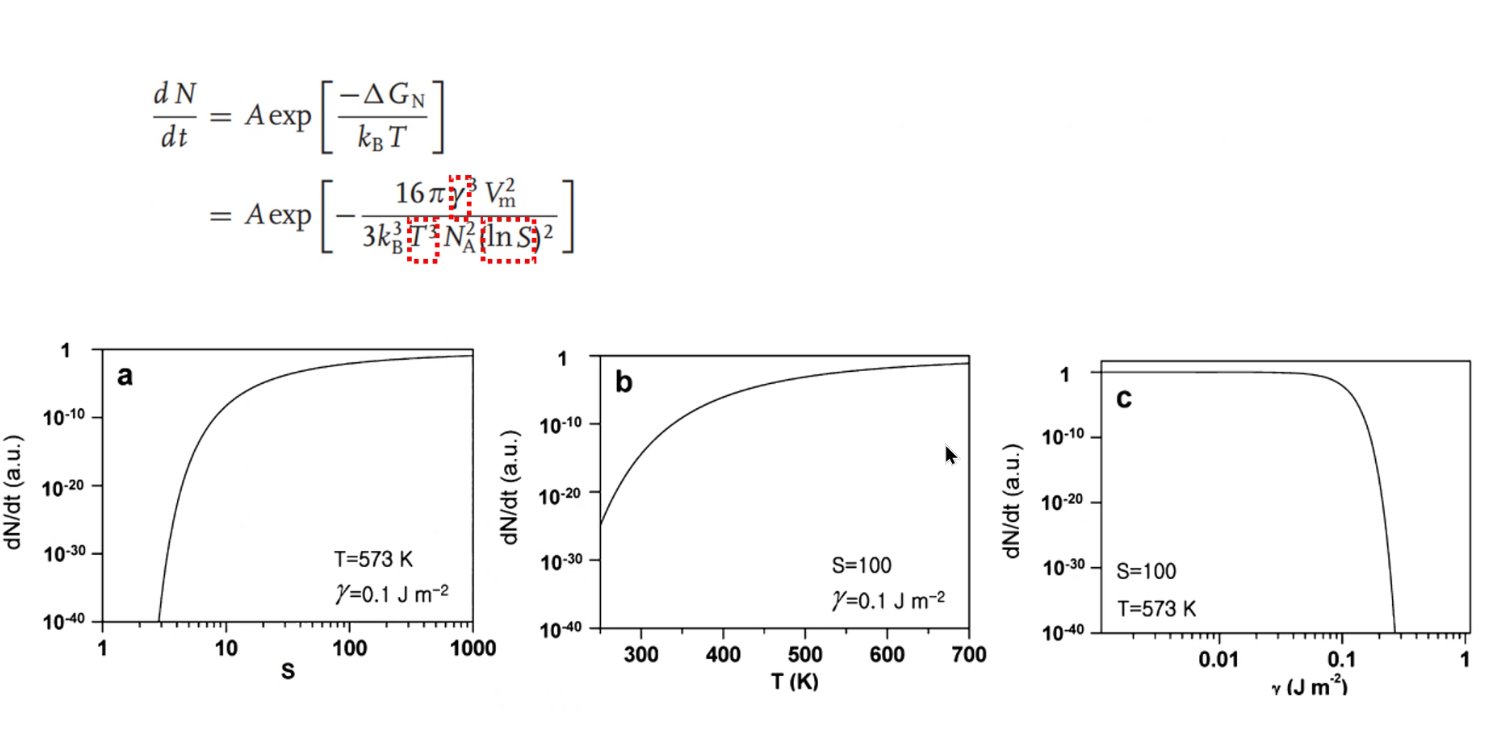 dN/dt = A exp [ −ΔG_N / k_B T ]
= A exp [ − 16πγ³ V_m² / 3k_B³ T³ N_A² (ln S)² ]
a
1
10⁻¹⁰
10⁻²⁰
10⁻³⁰
10⁻⁴⁰
dN/dt (a.u.)
T=573 K
γ=0.1 J m⁻²
1 10 100 1000
S
b
1
10⁻¹⁰
10⁻²⁰
10⁻³⁰
10⁻⁴⁰
dN/dt (a.u.)
S=100
γ=0.1 J m⁻²
300 400 500 600 700
T (K)
c
1
10⁻¹⁰
10⁻²⁰
10⁻³⁰
10⁻⁴⁰
dN/dt (a.u.)
S=100
T=573 K
0.01 0.1 1
γ (J m⁻²)